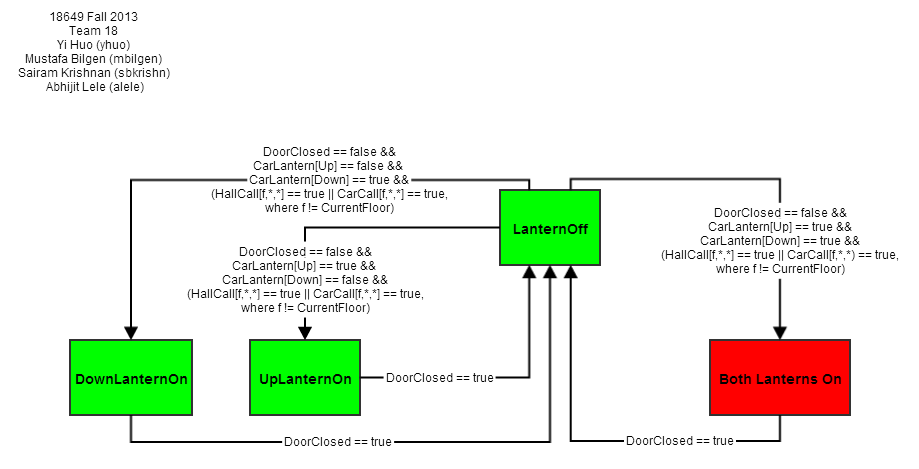 18649 Fall 2013
Team 18
Yi Huo (yhuo)
Mustafa Bilgen (mbilgen)
Sairam Krishnan (sbkrishn)
Abhijit Lele (alele)
DoorClosed == false &&
CarLantern[Up] == false &&
CarLantern[Down] == true &&
(HallCall[f,*,*] == true || CarCall[f,*,*] == true,
where f != CurrentFloor)
LanternOff
DoorClosed == false &&
CarLantern[Up] == true &&
CarLantern[Down] == true &&
(HallCall[f,*,*] == true || CarCall[f,*,*) == true,
where f != CurrentFloor)
DoorClosed == false &&
CarLantern[Up] == true &&
CarLantern[Down] == false &&
(HallCall[f,*,*] == true || CarCall[f,*,*] == true,
where f != CurrentFloor)
DownLanternOn
UpLanternOn
DoorClosed == true
Both Lanterns On
DoorClosed == true
DoorClosed == true